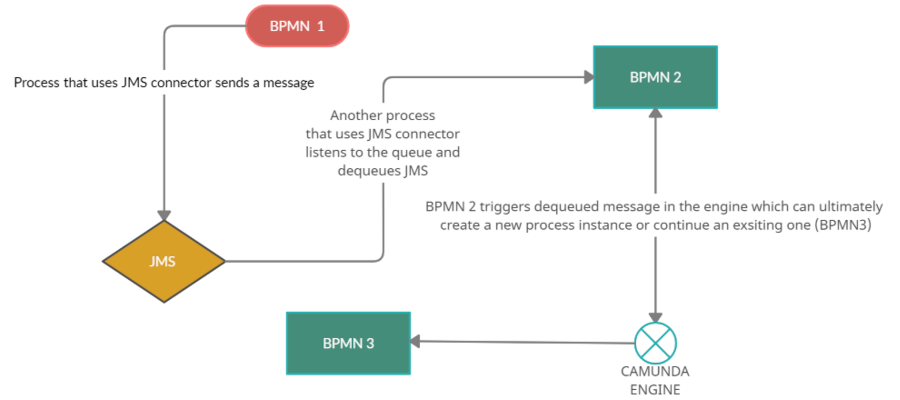 BPMN 1
Process that uses JMS connector sends a message
BPMN 2
Another process
that uses JMS connector
listens to the queue and
dequeues JMS
BPMN 2 triggers dequeued message in the engine which can ultimately
create a new process instance or continue an exsiting one (BPMN3)
JMS
BPMN 3
CAMUNDA
ENGINE